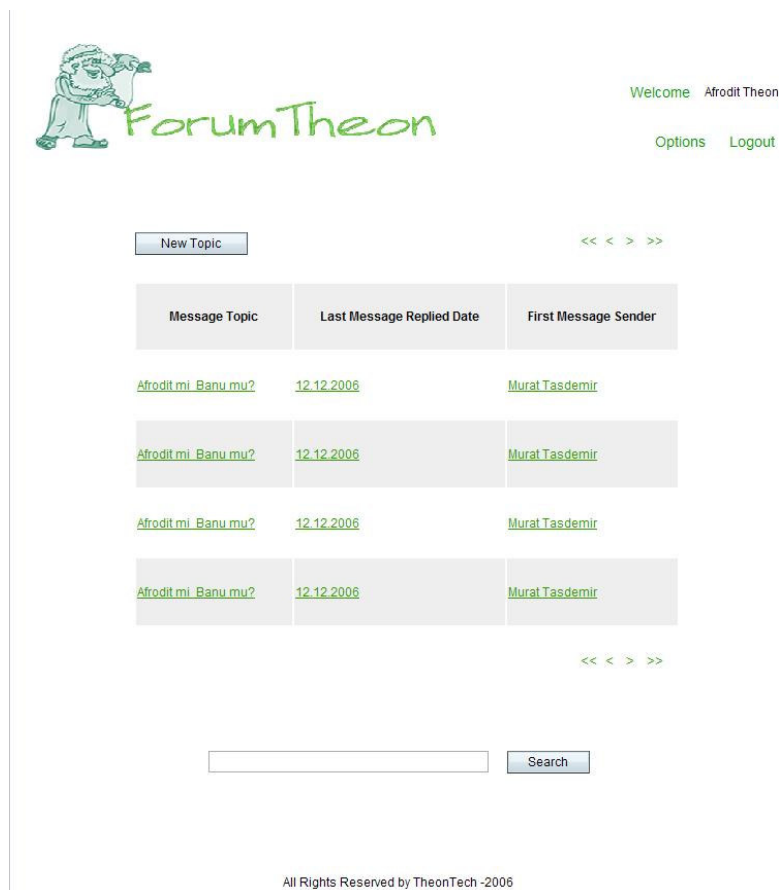 ForumTheon
Welcome Afrodit Theon
Options Logout
New Topic << < > >>
Message Topic Last Message Replied Date First Message Sender
Afrodit mi Banu mu? 12.12.2006 Murat Tasdemir
Afrodit mi Banu mu? 12.12.2006 Murat Tasdemir
Afrodit mi Banu mu? 12.12.2006 Murat Tasdemir
Afrodit mi Banu mu? 12.12.2006 Murat Tasdemir
<< < > >>
Search
All Rights Reserved by TheonTech -2006